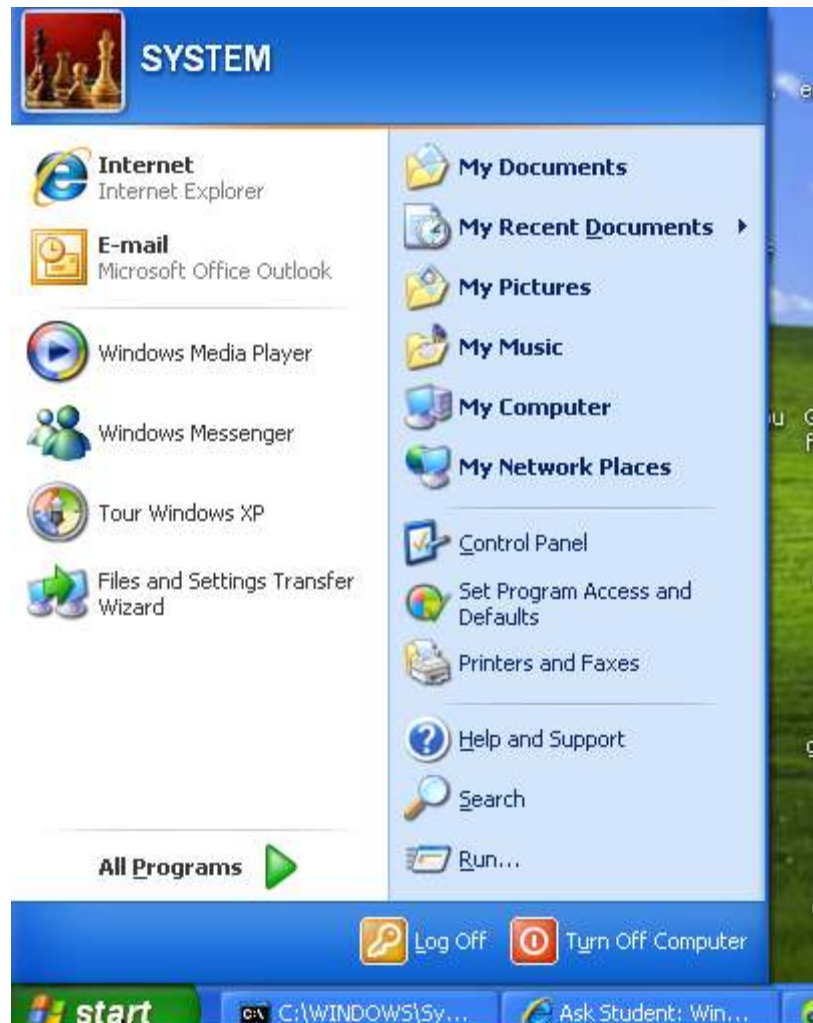 SYSTEM
Internet
Internet Explorer
E-mail
Microsoft Office Outlook
Windows Media Player
Windows Messenger
Tour Windows XP
Files and Settings Transfer
Wizard
All Programs
My Documents
My Recent Documents
My Pictures
My Music
My Computer
My Network Places
Control Panel
Set Program Access and
Defaults
Printers and Faxes
Help and Support
Search
Run...
Log Off
Turn Off Computer
start
C:\WINDOWS\Sy...
Ask Student: Win...